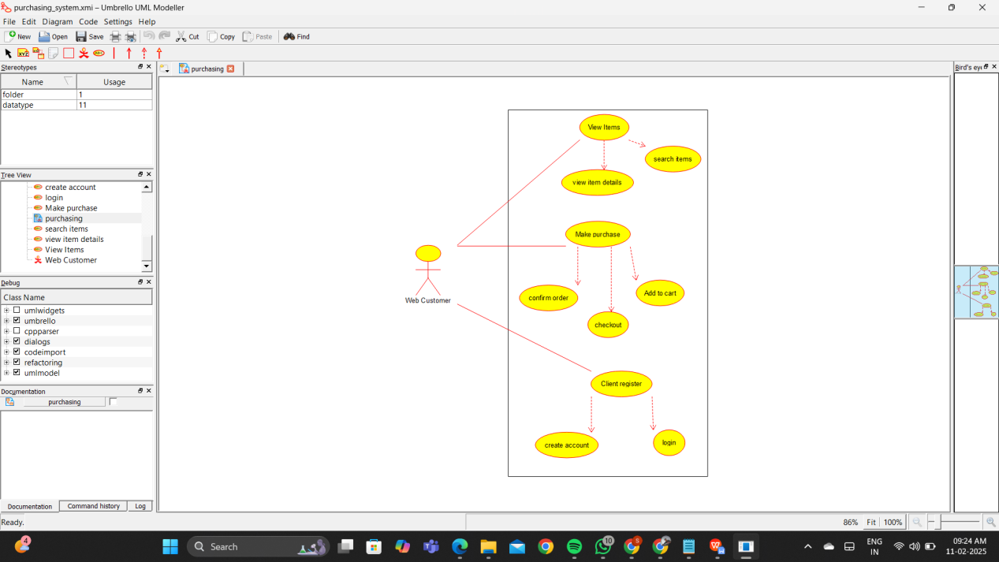 purchasing_system.xmi – Umbrello UML Modeller
File Edit Diagram Code Settings Help
New Open Save Cut Copy Paste Find
XYZ
Stereotypes
Name Usage
folder 1
datatype 11
Tree View
create account
login
Make purchase
purchasing
search items
view item details
View Items
Web Customer
Debug
Class Name
umlwidgets
umbrello
cppparser
dialogs
codeimport
refactoring
umlmodel
Documentation
purchasing
Documentation Command history Log
Ready.
purchasing
View Items
search items
view item details
Make purchase
Web Customer
confirm order
Add to cart
checkout
Client register
create account
login
Bird's eye
86% Fit 100%
4
Search
10
5
ENG
IN
09:24 AM
11-02-2025